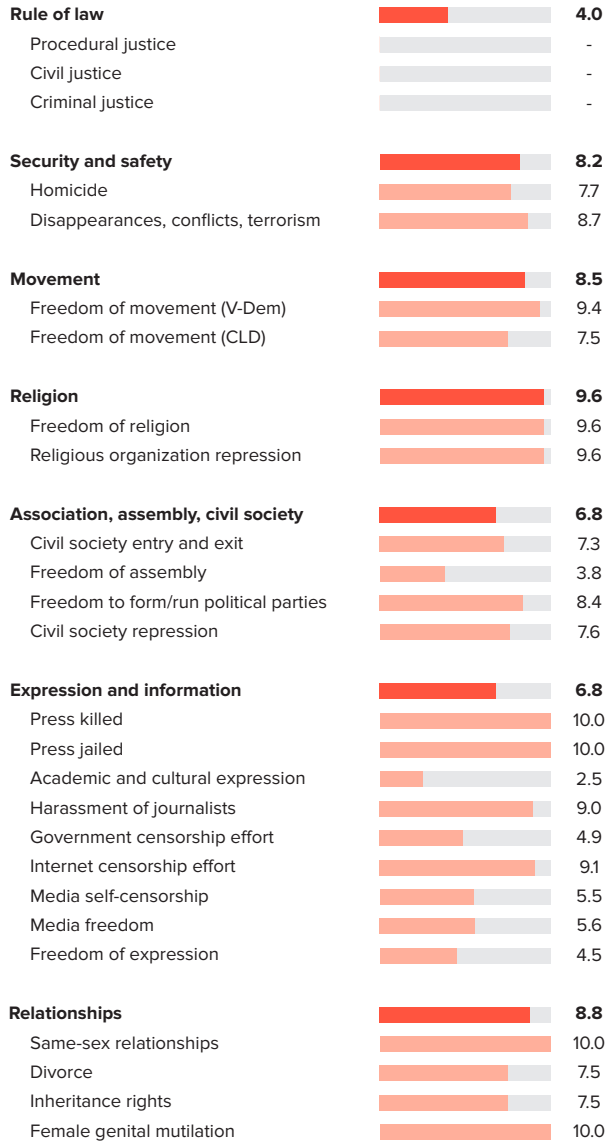 Rule of law 4.0
Procedural justice -
Civil justice -
Criminal justice -
Security and safety 8.2
Homicide 7.7
Disappearances, conflicts, terrorism 8.7
Movement 8.5
Freedom of movement (V-Dem) 9.4
Freedom of movement (CLD) 7.5
Religion 9.6
Freedom of religion 9.6
Religious organization repression 9.6
Association, assembly, civil society 6.8
Civil society entry and exit 7.3
Freedom of assembly 3.8
Freedom to form/run political parties 8.4
Civil society repression 7.6
Expression and information 6.8
Press killed 10.0
Press jailed 10.0
Academic and cultural expression 2.5
Harassment of journalists 9.0
Government censorship effort 4.9
Internet censorship effort 9.1
Media self-censorship 5.5
Media freedom 5.6
Freedom of expression 4.5
Relationships 8.8
Same-sex relationships 10.0
Divorce 7.5
Inheritance rights 7.5
Female genital mutilation 10.0